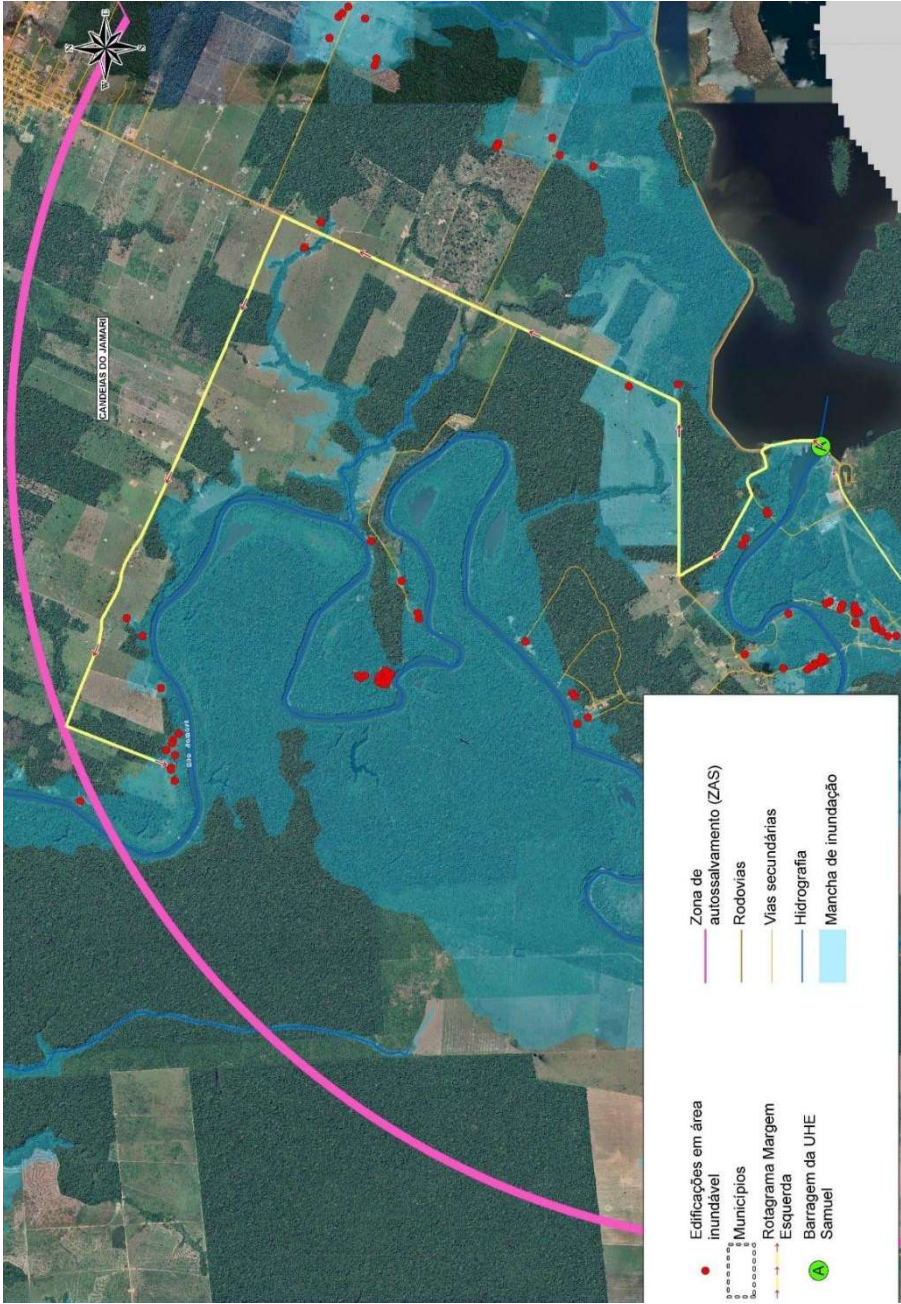 N
E
S
W
CANDEIAS DO JAMARI
Rio Jamari
A
Edificações em área
inundável
Municípios
Rotagrama Margem
Esquerda
A
Barragem da UHE
Samuel
Zona de
autossalvamento (ZAS)
Rodovias
Vias secundárias
Hidrografia
Mancha de inundação